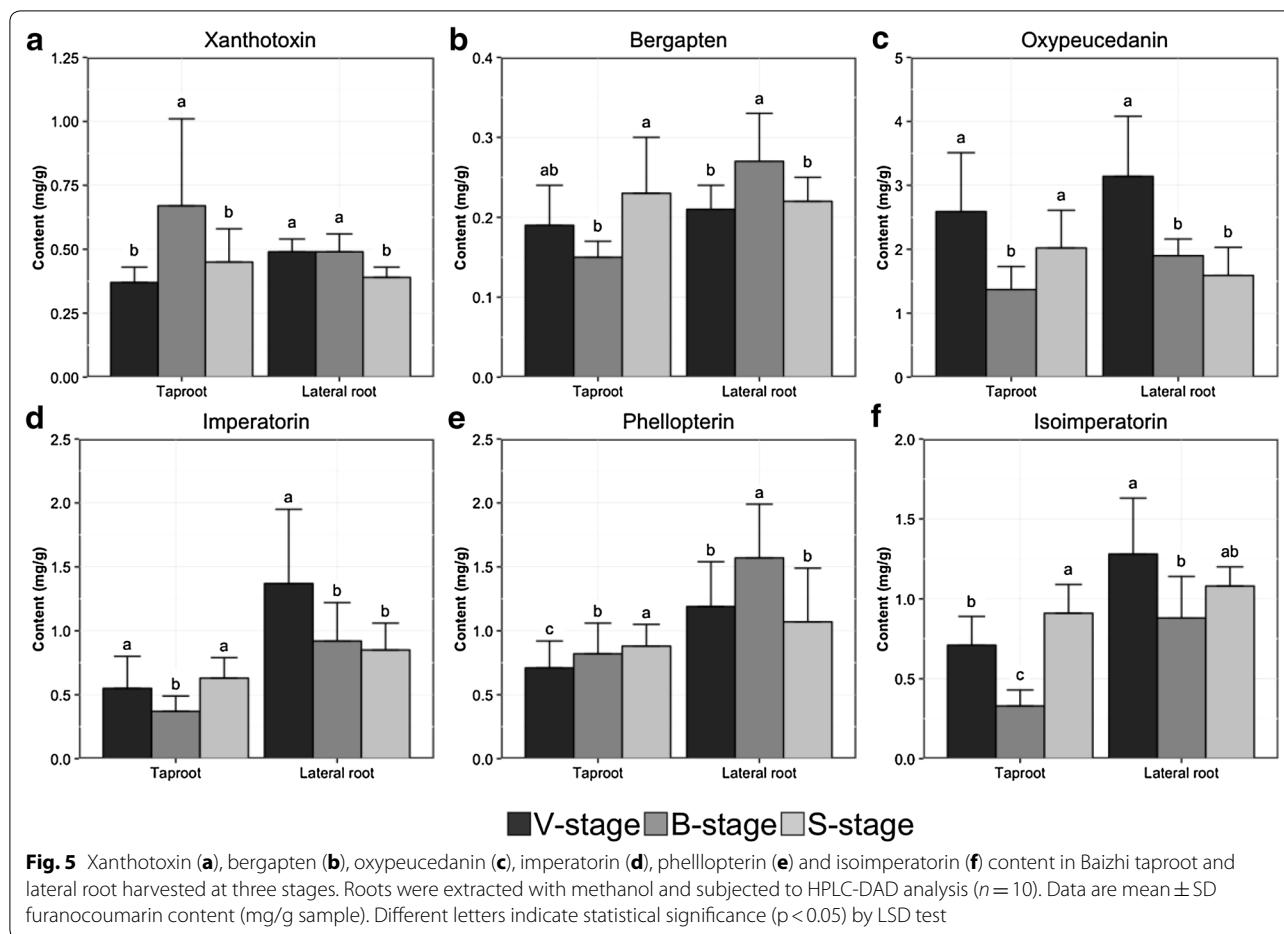 a
Xanthotoxin
Content (mg/g)
1.25
1.00
0.75
0.50
0.25
0.00
b a b a a b
Taproot Lateral root
b
Bergapten
Content (mg/g)
0.4
0.3
0.2
0.1
0.0
ab b a b a b
Taproot Lateral root
c
Oxypeucedanin
Content (mg/g)
5
4
3
2
1
0
a b a a b b
Taproot Lateral root
d
Imperatorin
Content (mg/g)
2.5
2.0
1.5
1.0
0.5
0.0
a b a a b b
Taproot Lateral root
e
Phellopterin
Content (mg/g)
2.5
2.0
1.5
1.0
0.5
0.0
c b a b a b
Taproot Lateral root
f
Isoimperatorin
Content (mg/g)
2.0
1.5
1.0
0.5
0.0
b c a a b ab
Taproot Lateral root
V-stage B-stage S-stage
Fig. 5 Xanthotoxin (a), bergapten (b), oxypeucedanin (c), imperatorin (d), phelllopterin (e) and isoimperatorin (f) content in Baizhi taproot and
lateral root harvested at three stages. Roots were extracted with methanol and subjected to HPLC-DAD analysis (n = 10). Data are mean ± SD
furanocoumarin content (mg/g sample). Different letters indicate statistical significance (p < 0.05) by LSD test